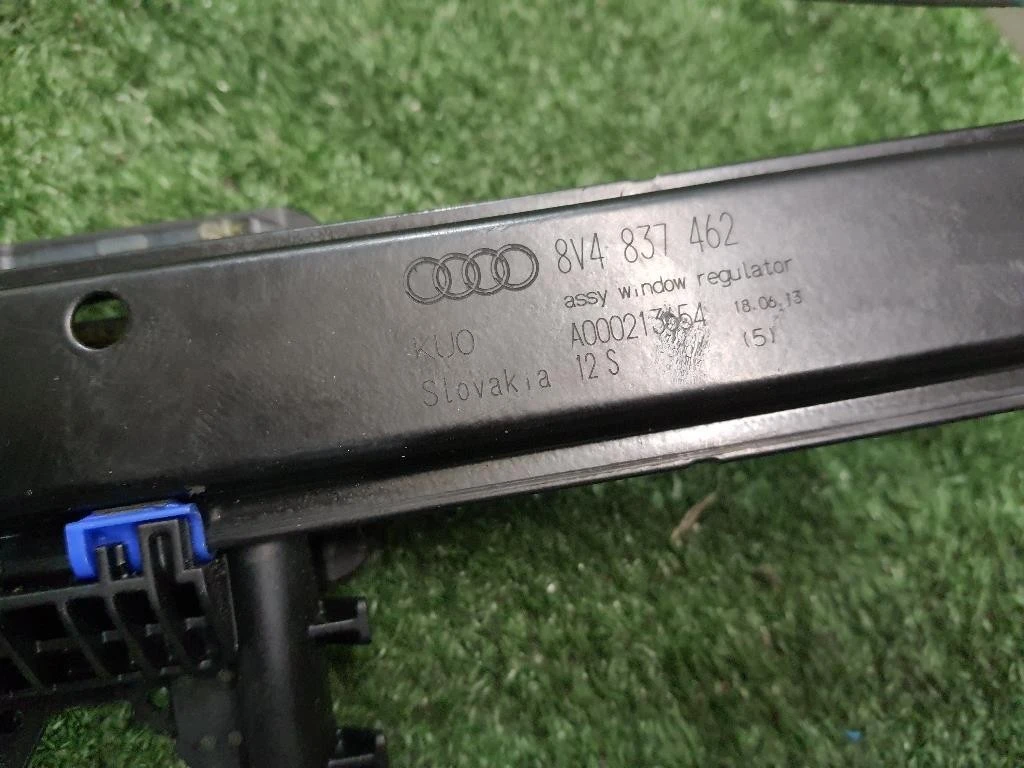 8V4 837 462
assy window regulator
KUO 18.06.13
Slovakia 12 S (5)